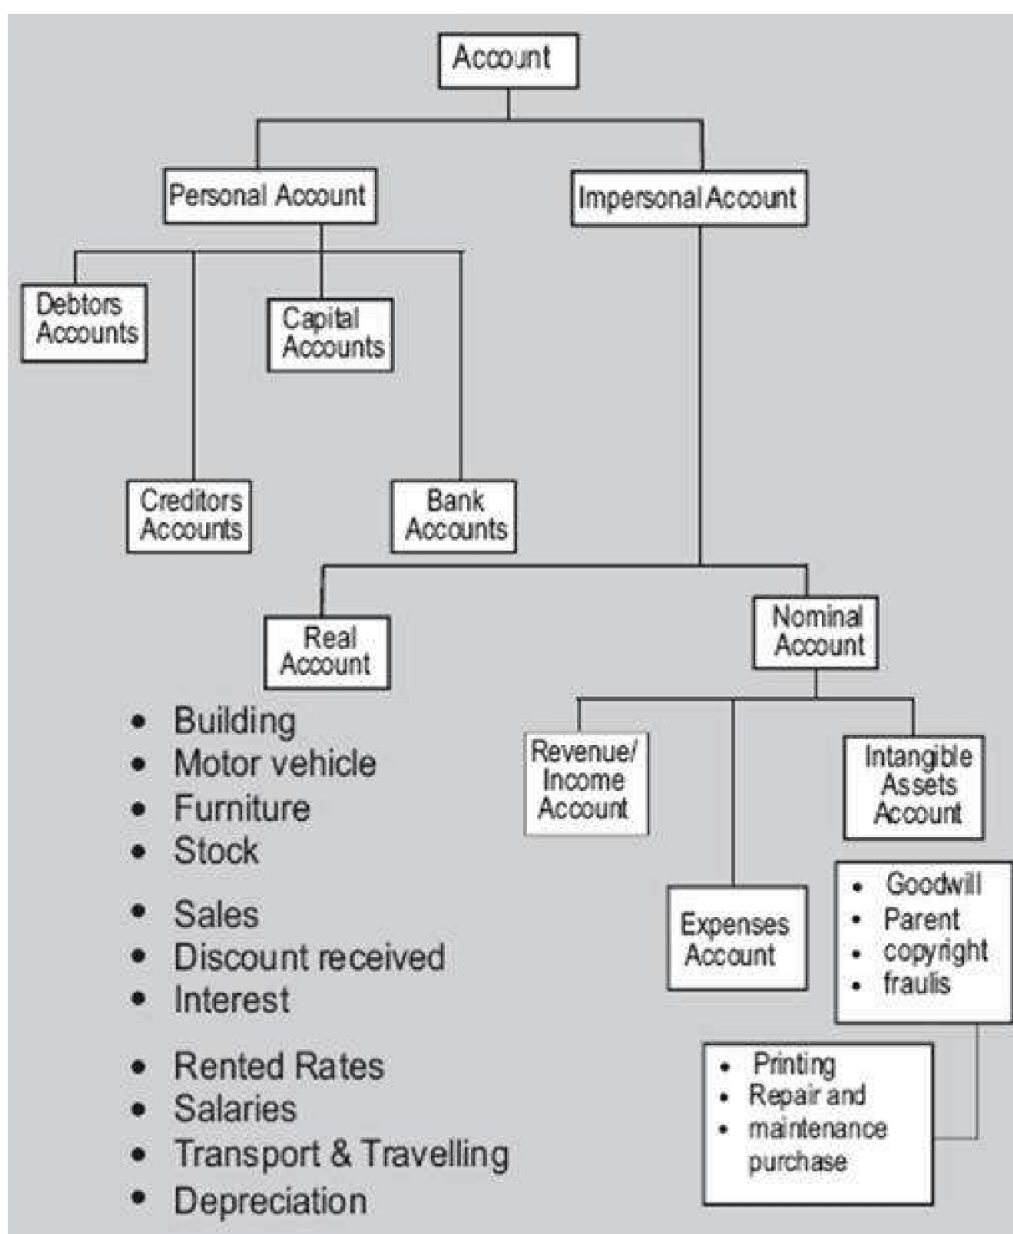 Account
Personal Account
Impersonal Account
Debtors
Accounts
Capital
Accounts
Creditors
Accounts
Bank
Accounts
Real
Account
Nominal
Account
• Building
• Motor vehicle
• Furniture
• Stock
• Sales
• Discount received
• Interest
• Rented Rates
• Salaries
• Transport & Travelling
• Depreciation
Revenue/
Income
Account
Expenses
Account
Intangible
Assets
Account
• Goodwill
• Parent
• copyright
• fraulis
• Printing
• Repair and
• maintenance
purchase